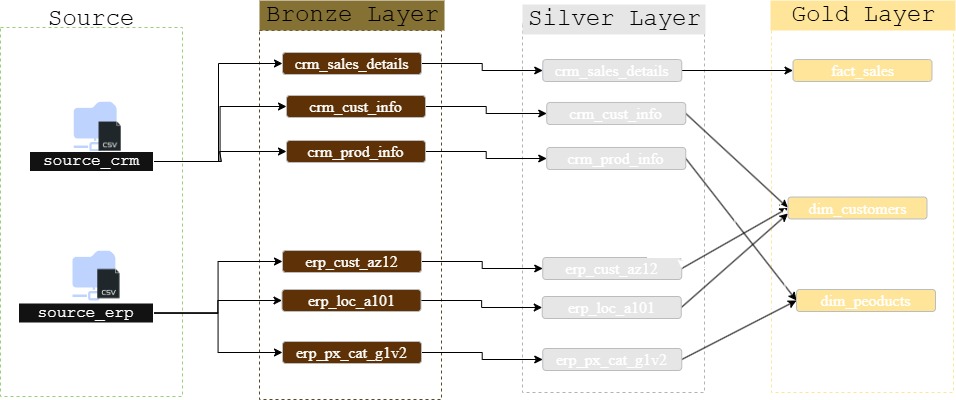 Source
Bronze Layer
Silver Layer
Gold Layer
crm_sales_details
crm_sales_details
fact_sales
crm_cust_info
crm_cust_info
CSV
source_crm
crm_prod_info
crm_prod_info
dim_customers
erp_cust_az12
erp_cust_az12
CSV
source_erp
erp_loc_a101
erp_loc_a101
dim_peoducts
erp_px_cat_g1v2
erp_px_cat_g1v2